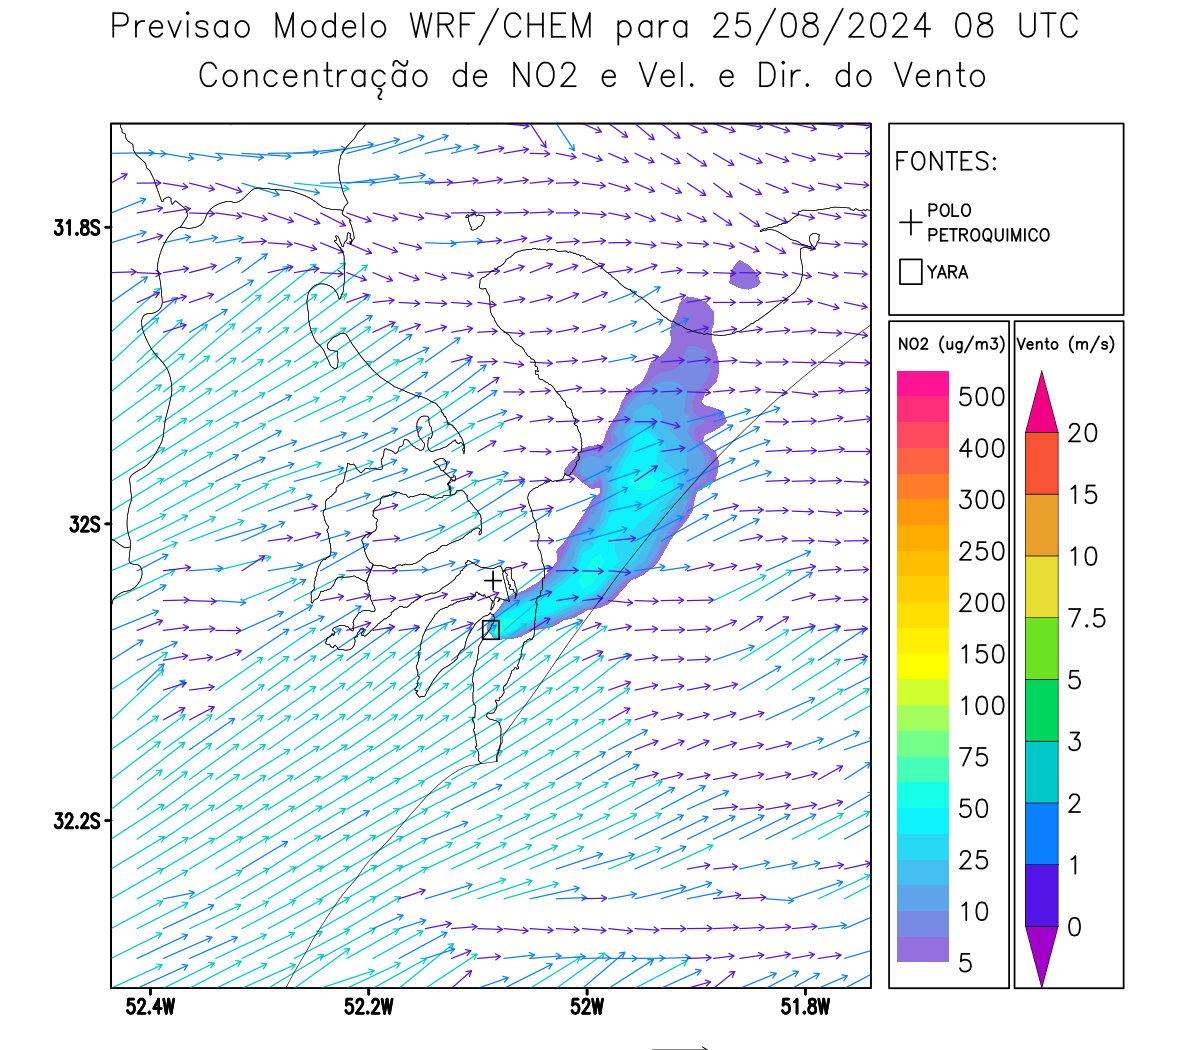 Previsao Modelo WRF/CHEM para 25/08/2024 08 UTC
Concentração de NO2 e Vel. e Dir. do Vento
FONTES:
POLO
PETROQUIMICO
YARA
31.8S
32S
32.2S
52.4W
52.2W
52W
51.8W
NO2 (ug/m3)
500
400
300
250
200
150
100
75
50
25
10
5
Vento (m/s)
20
15
10
7.5
5
3
2
1
0